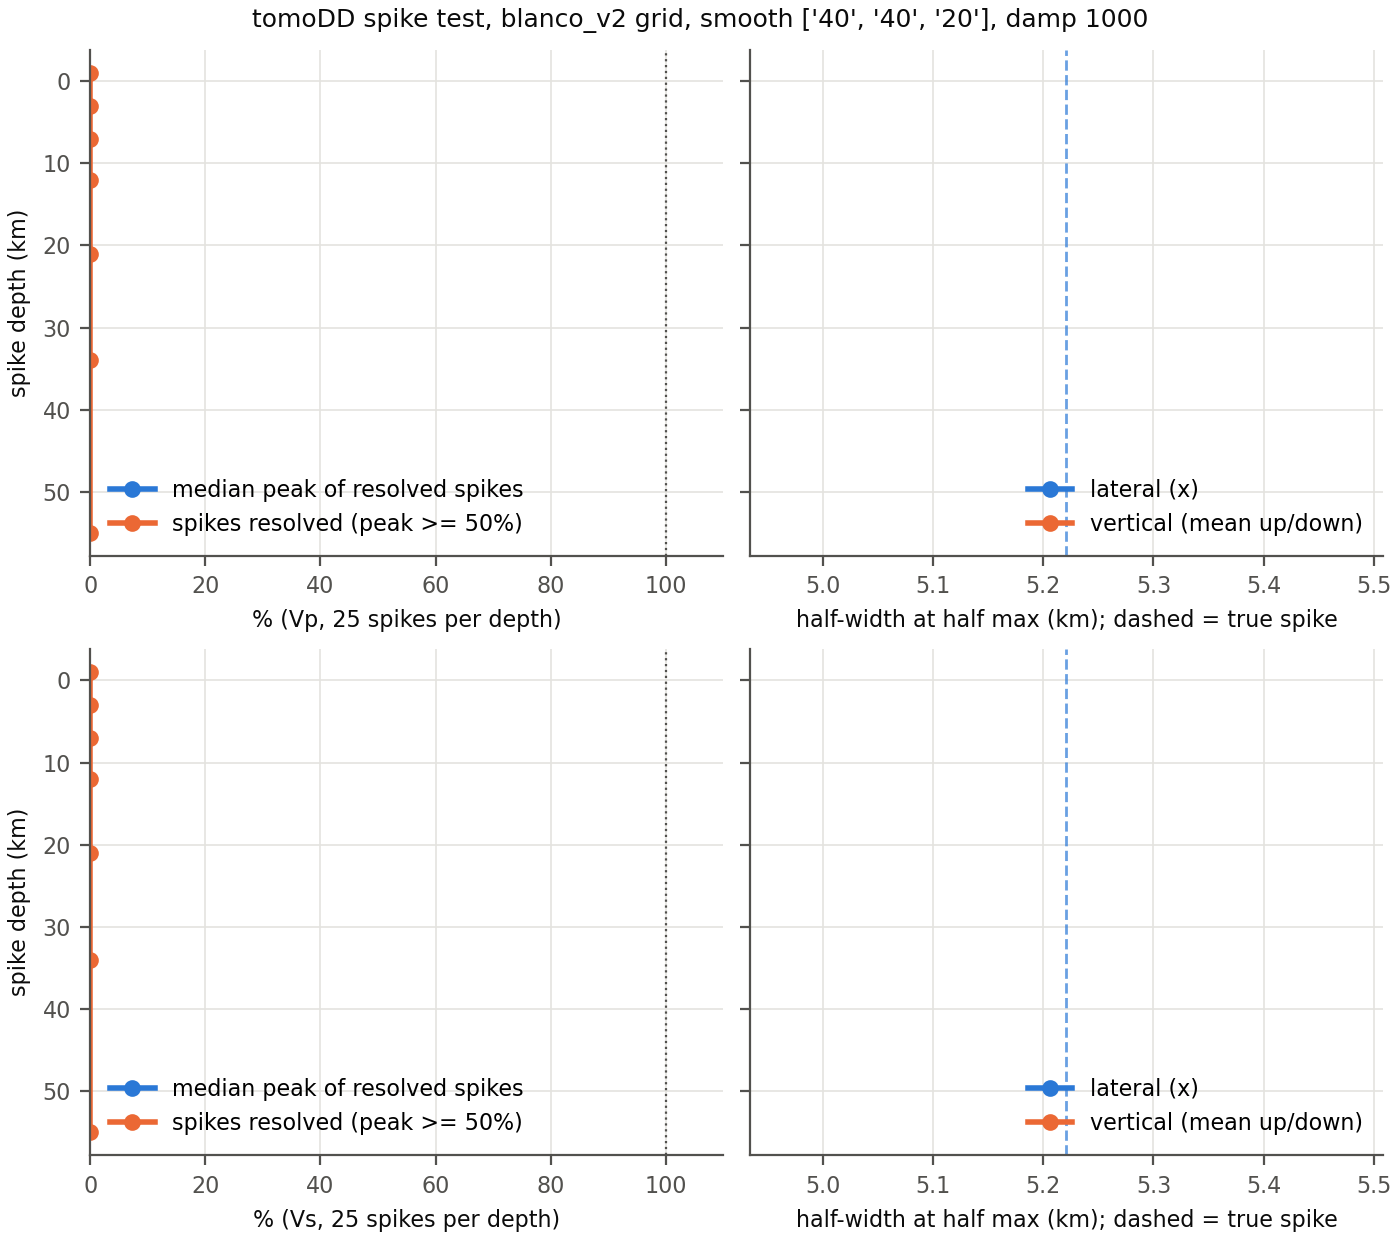 tomoDD spike test, blanco_v2 grid, smooth ['40', '40', '20'], damp 1000
spike depth (km)
0
10
20
30
40
50
median peak of resolved spikes
spikes resolved (peak >= 50%)
0 20 40 60 80 100
% (Vp, 25 spikes per depth)
lateral (x)
vertical (mean up/down)
5.0 5.1 5.2 5.3 5.4 5.5
half-width at half max (km); dashed = true spike
spike depth (km)
0
10
20
30
40
50
median peak of resolved spikes
spikes resolved (peak >= 50%)
0 20 40 60 80 100
% (Vs, 25 spikes per depth)
lateral (x)
vertical (mean up/down)
5.0 5.1 5.2 5.3 5.4 5.5
half-width at half max (km); dashed = true spike